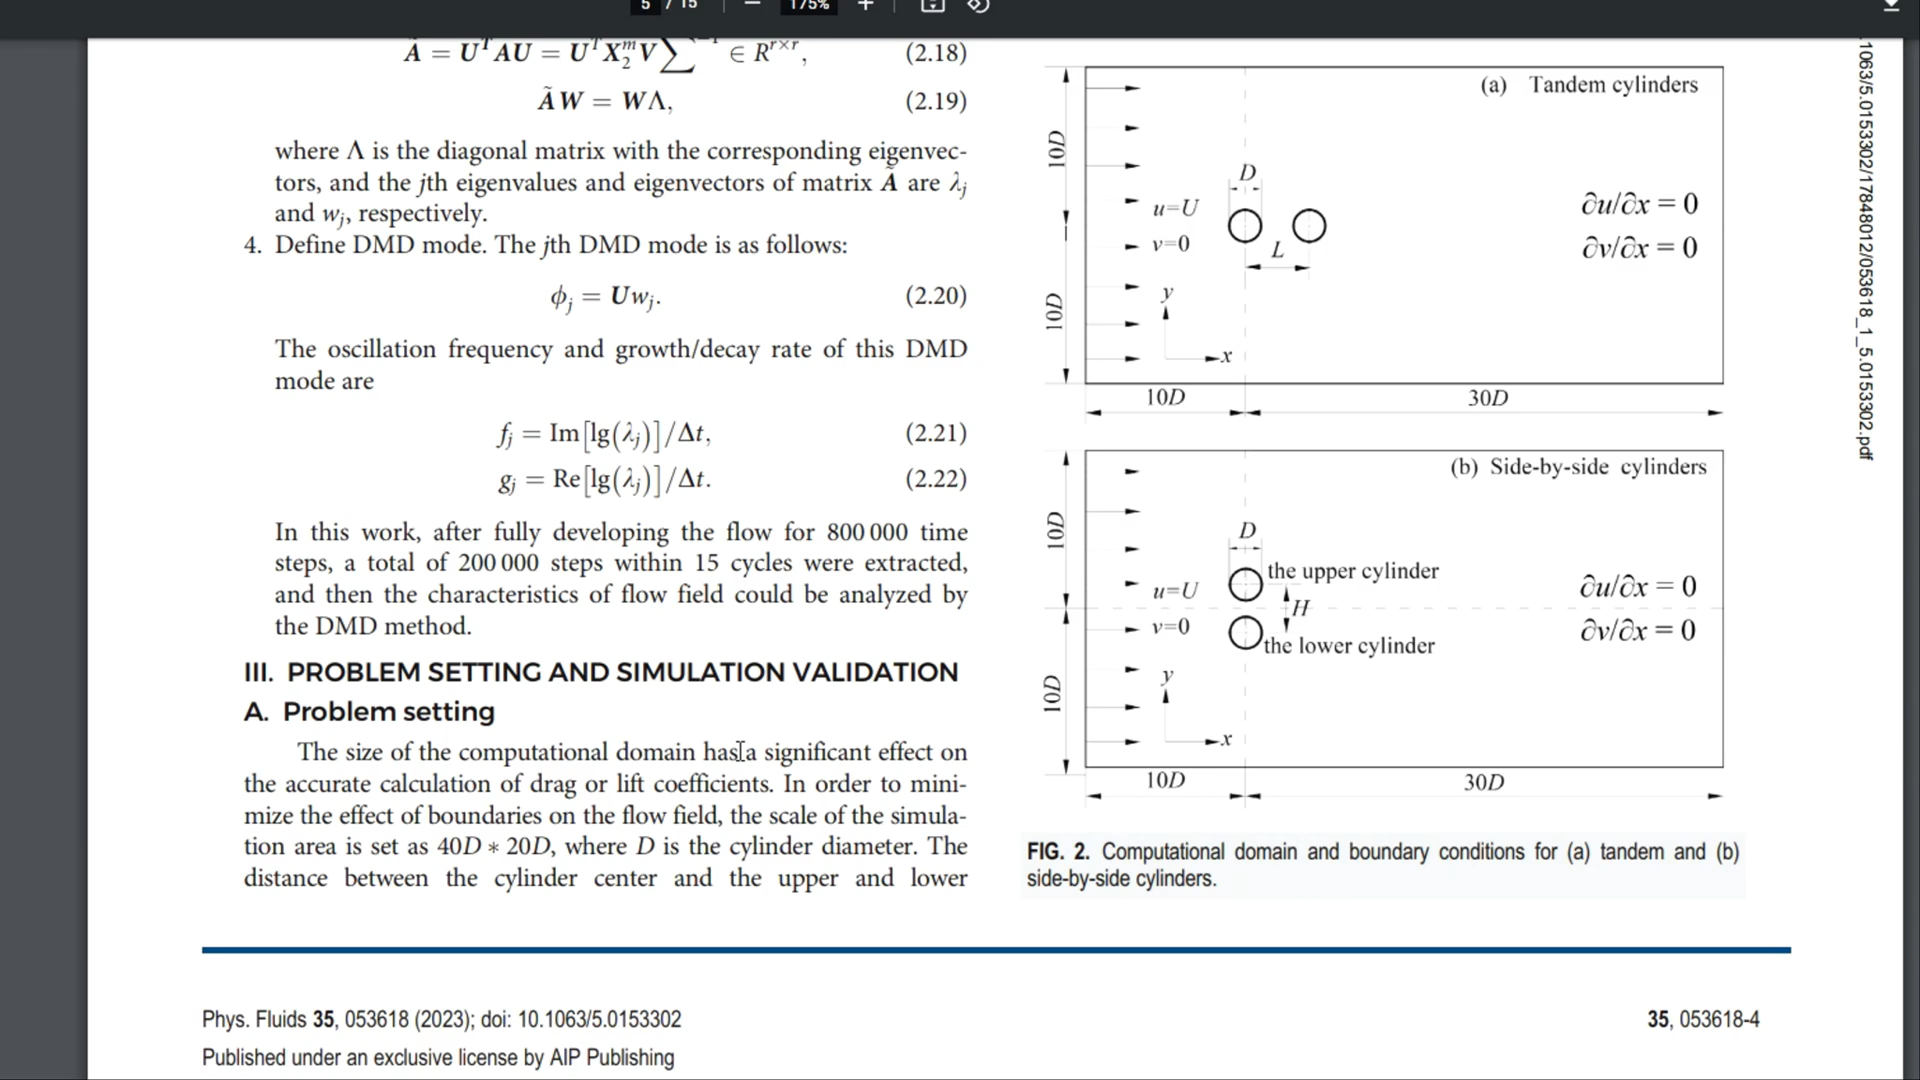 5 / 15 175%
Ã = UᵀAU = UᵀX₂ᵐV∑⁻¹ ∈ Rʳˣʳ, (2.18)
ÃW = WΛ, (2.19)
where Λ is the diagonal matrix with the corresponding eigenvec-
tors, and the jth eigenvalues and eigenvectors of matrix Ã are λⱼ
and wⱼ, respectively.
4. Define DMD mode. The jth DMD mode is as follows:
ϕⱼ = Uwⱼ. (2.20)
The oscillation frequency and growth/decay rate of this DMD
mode are
fⱼ = Im[lg(λⱼ)]/Δt, (2.21)
gⱼ = Re[lg(λⱼ)]/Δt. (2.22)
In this work, after fully developing the flow for 800 000 time
steps, a total of 200 000 steps within 15 cycles were extracted,
and then the characteristics of flow field could be analyzed by
the DMD method.
III. PROBLEM SETTING AND SIMULATION VALIDATION
A. Problem setting
The size of the computational domain has a significant effect on
the accurate calculation of drag or lift coefficients. In order to mini-
mize the effect of boundaries on the flow field, the scale of the simula-
tion area is set as 40D ∗ 20D, where D is the cylinder diameter. The
distance between the cylinder center and the upper and lower
(a) Tandem cylinders
10D
D
u=U
v=0
L
∂u/∂x = 0
∂v/∂x = 0
10D
y
x
10D
30D
(b) Side-by-side cylinders
10D
D
the upper cylinder
u=U
H
v=0
the lower cylinder
∂u/∂x = 0
∂v/∂x = 0
10D
y
x
10D
30D
FIG. 2. Computational domain and boundary conditions for (a) tandem and (b)
side-by-side cylinders.
.1063/5.0153302/17848012/053618_1_5.0153302.pdf
Phys. Fluids 35, 053618 (2023); doi: 10.1063/5.0153302
35, 053618-4
Published under an exclusive license by AIP Publishing